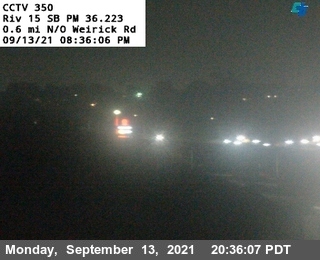 CCTV 350
Riv 15 SB PM 36.223
0.6 mi N/O Weirick Rd
09/13/21 08:36:06 PM
Monday, September 13, 2021 20:36:07 PDT